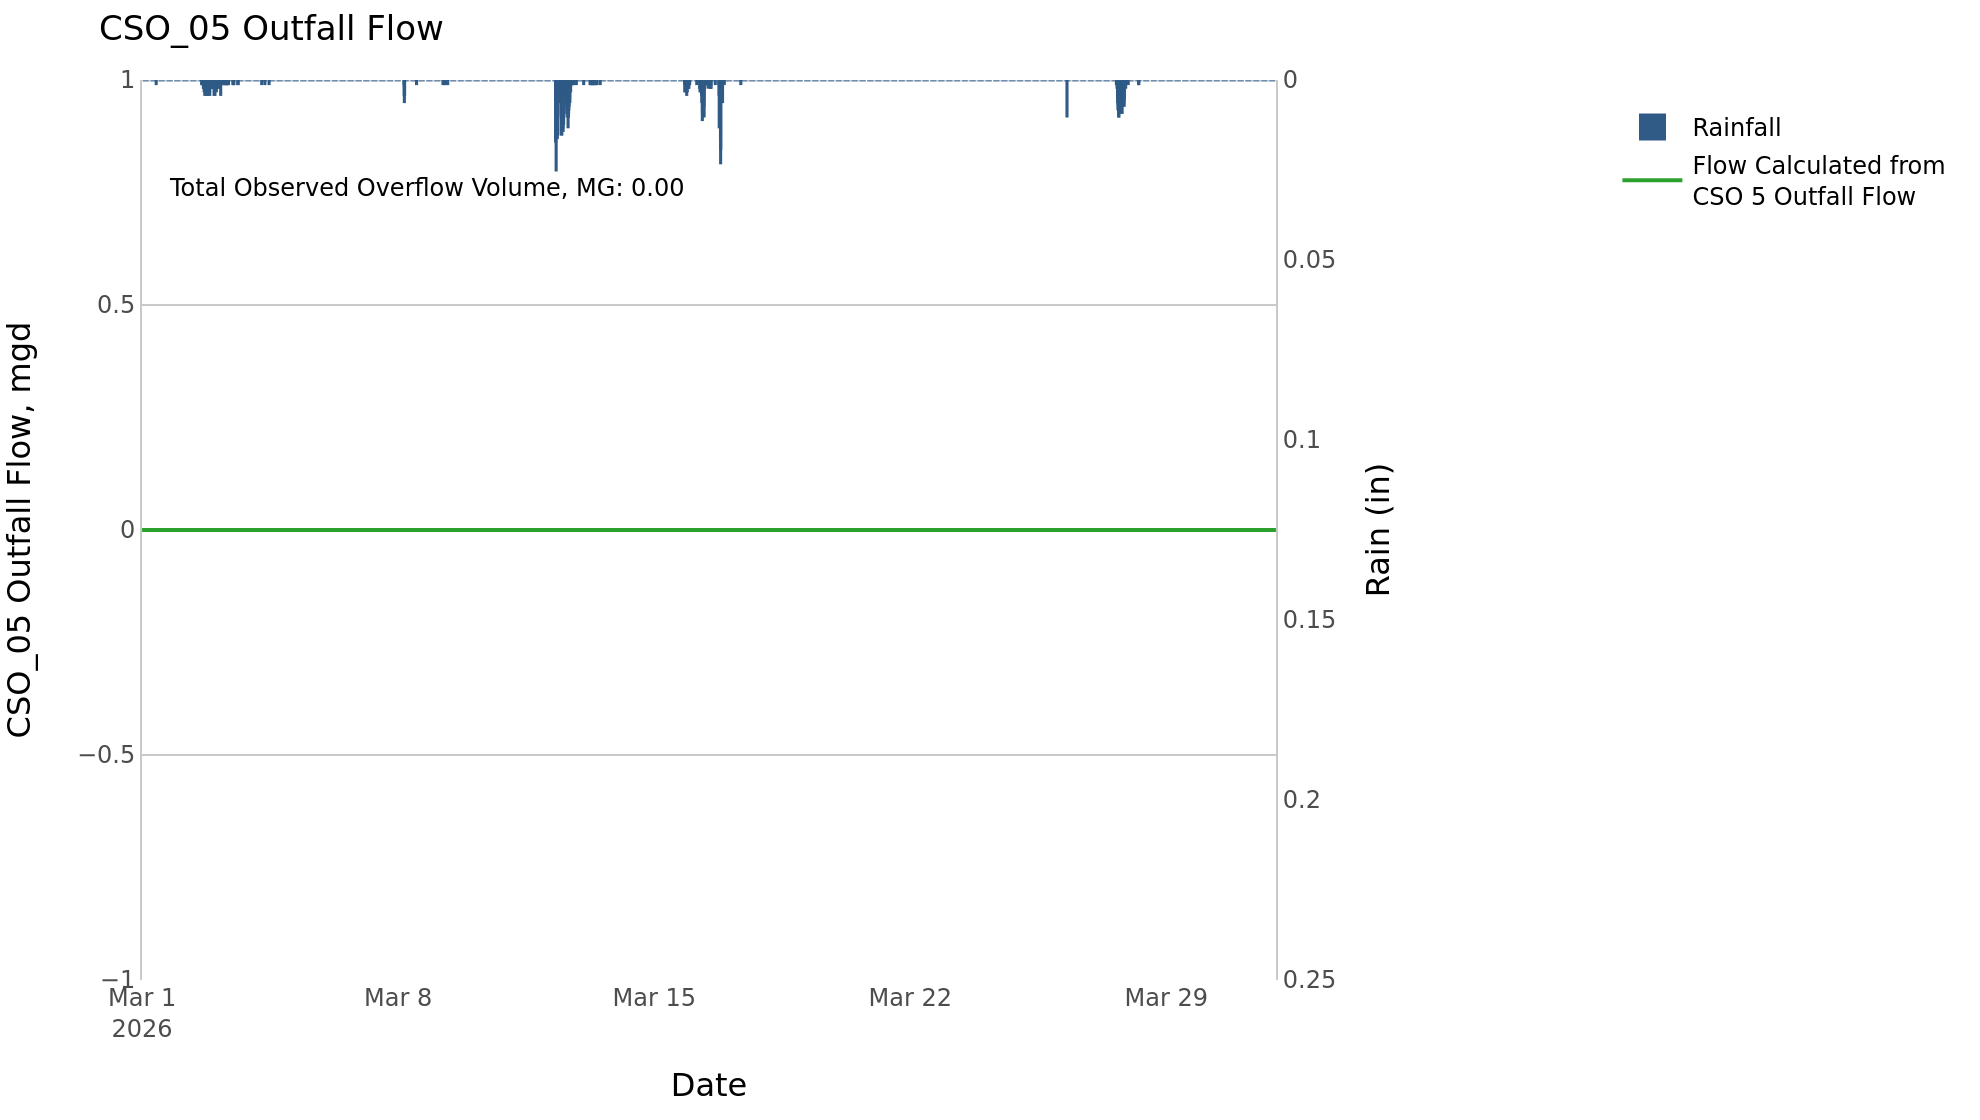 CSO_05 Outfall Flow
1
0.5
0
−0.5
−1
CSO_05 Outfall Flow, mgd
Total Observed Overflow Volume, MG: 0.00
0
0.05
0.1
0.15
0.2
0.25
Rain (in)
Rainfall
Flow Calculated from
CSO 5 Outfall Flow
Mar 1
2026
Mar 8
Mar 15
Mar 22
Mar 29
Date